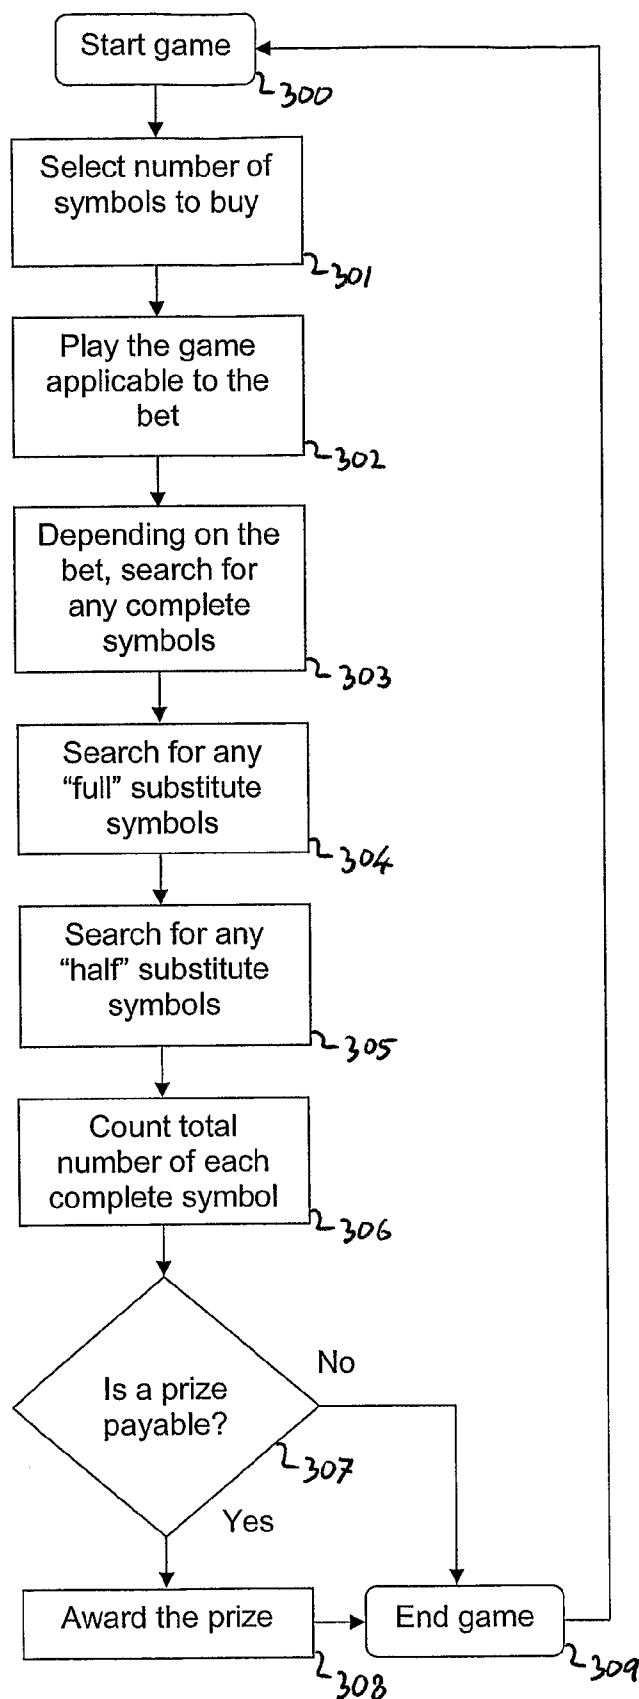 Start game
300
Select number of
symbols to buy
301
Play the game
applicable to the
bet
302
Depending on the
bet, search for
any complete
symbols
303
Search for any
“full” substitute
symbols
304
Search for any
“half” substitute
symbols
305
Count total
number of each
complete symbol
306
Is a prize
payable?
No
307
Yes
Award the prize
308
End game
309